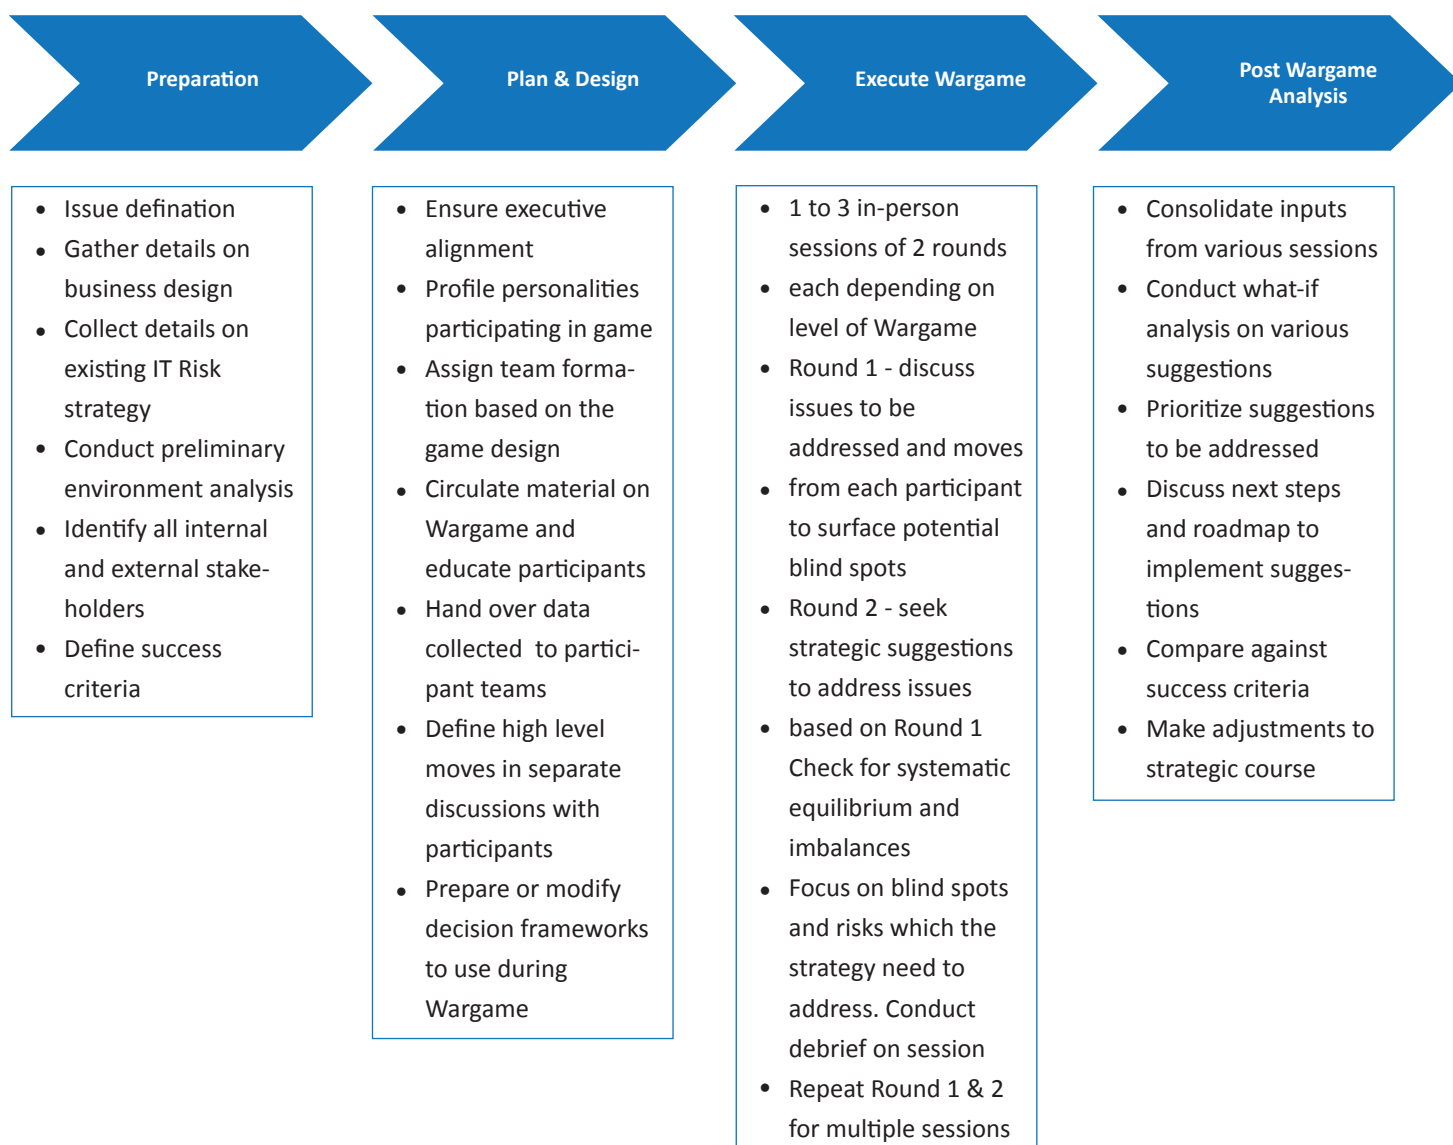 Preparation
Plan & Design
Execute Wargame
Post Wargame
Analysis
• Issue defination
• Gather details on
business design
• Collect details on
existing IT Risk
strategy
• Conduct preliminary
environment analysis
• Identify all internal
and external stake-
holders
• Define success
criteria
• Ensure executive
alignment
• Profile personalities
participating in game
• Assign team forma-
tion based on the
game design
• Circulate material on
Wargame and
educate participants
• Hand over data
collected  to partici-
pant teams
• Define high level
moves in separate
discussions with
participants
• Prepare or modify
decision frameworks
to use during
Wargame
• 1 to 3 in-person
sessions of 2 rounds
• each depending on
level of Wargame
• Round 1 - discuss
issues to be
addressed and moves
• from each participant
to surface potential
blind spots
• Round 2 - seek
strategic suggestions
to address issues
• based on Round 1
Check for systematic
equilibrium and
imbalances
• Focus on blind spots
and risks which the
strategy need to
address. Conduct
debrief on session
• Repeat Round 1 & 2
for multiple sessions
• Consolidate inputs
from various sessions
• Conduct what-if
analysis on various
suggestions
• Prioritize suggestions
to be addressed
• Discuss next steps
and roadmap to
implement sugges-
tions
• Compare against
success criteria
• Make adjustments to
strategic course